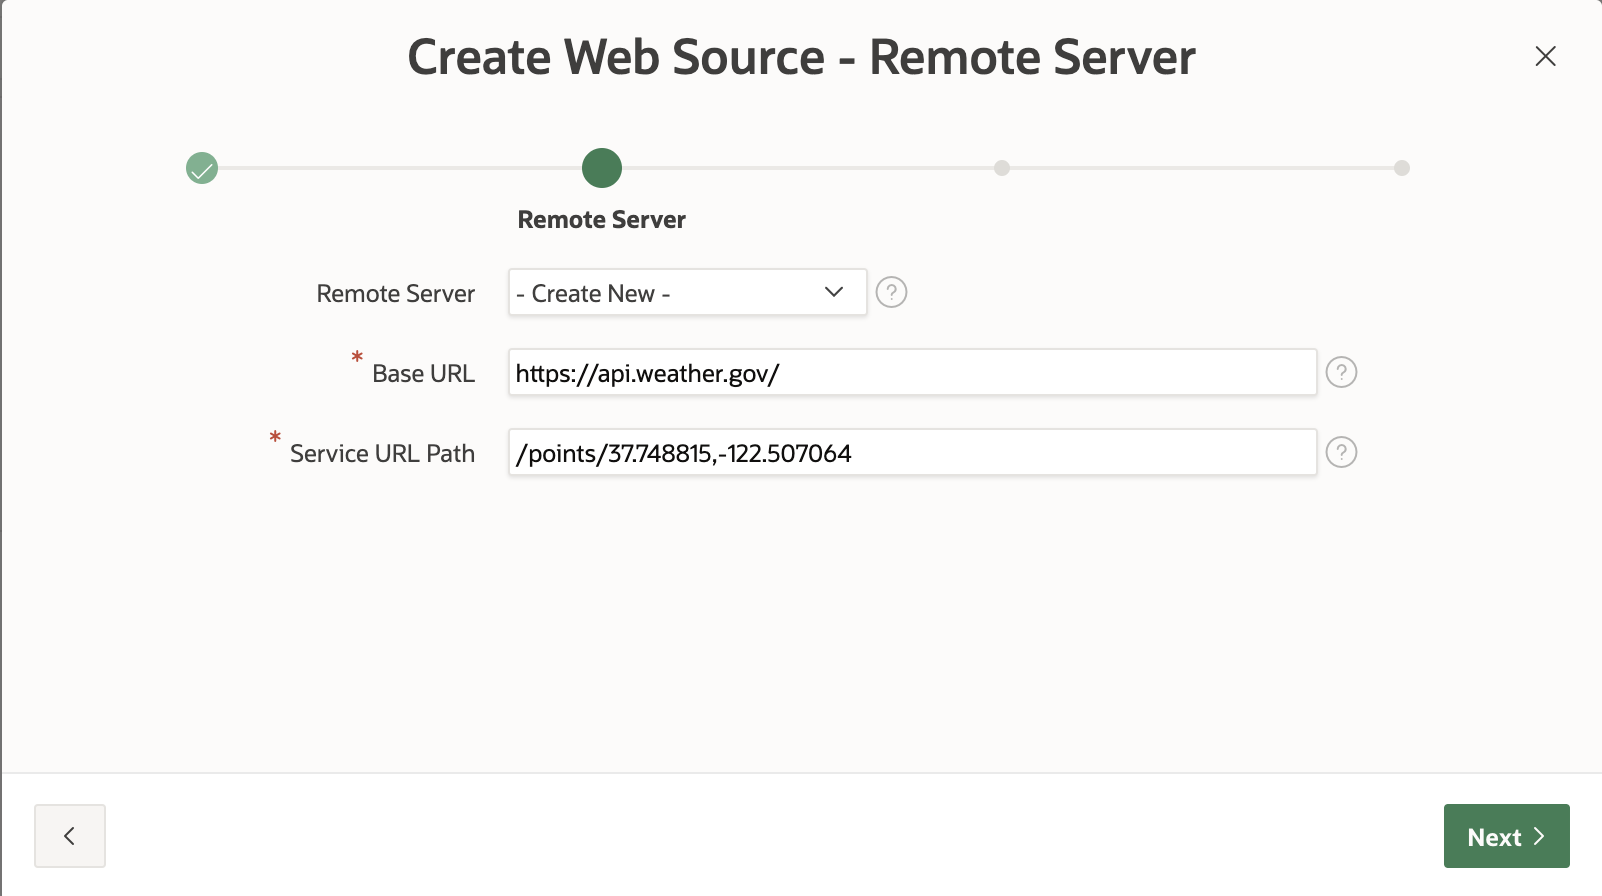 Create Web Source - Remote Server
Remote Server
Remote Server
- Create New -
?
* Base URL
https://api.weather.gov/
?
* Service URL Path
/points/37.748815,-122.507064
?
Next